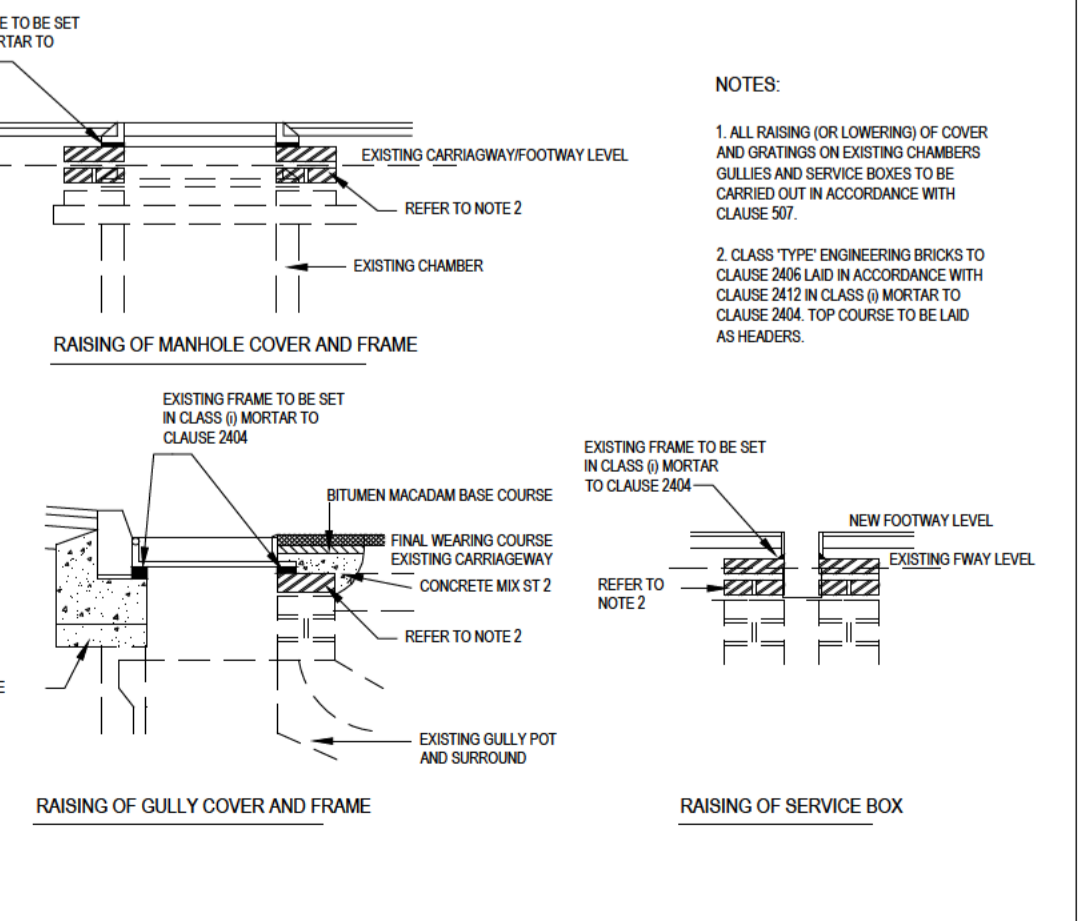 E TO BE SET
RTAR TO
EXISTING CARRIAGWAY/FOOTWAY LEVEL
REFER TO NOTE 2
EXISTING CHAMBER
RAISING OF MANHOLE COVER AND FRAME
NOTES:
1. ALL RAISING (OR LOWERING) OF COVER
AND GRATINGS ON EXISTING CHAMBERS
GULLIES AND SERVICE BOXES TO BE
CARRIED OUT IN ACCORDANCE WITH
CLAUSE 507.
2. CLASS 'TYPE' ENGINEERING BRICKS TO
CLAUSE 2406 LAID IN ACCORDANCE WITH
CLAUSE 2412 IN CLASS (i) MORTAR TO
CLAUSE 2404. TOP COURSE TO BE LAID
AS HEADERS.
EXISTING FRAME TO BE SET
IN CLASS (i) MORTAR TO
CLAUSE 2404
BITUMEN MACADAM BASE COURSE
FINAL WEARING COURSE
EXISTING CARRIAGEWAY
CONCRETE MIX ST 2
REFER TO NOTE 2
E
EXISTING GULLY POT
AND SURROUND
RAISING OF GULLY COVER AND FRAME
EXISTING FRAME TO BE SET
IN CLASS (i) MORTAR
TO CLAUSE 2404
NEW FOOTWAY LEVEL
EXISTING FWAY LEVEL
REFER TO
NOTE 2
RAISING OF SERVICE BOX